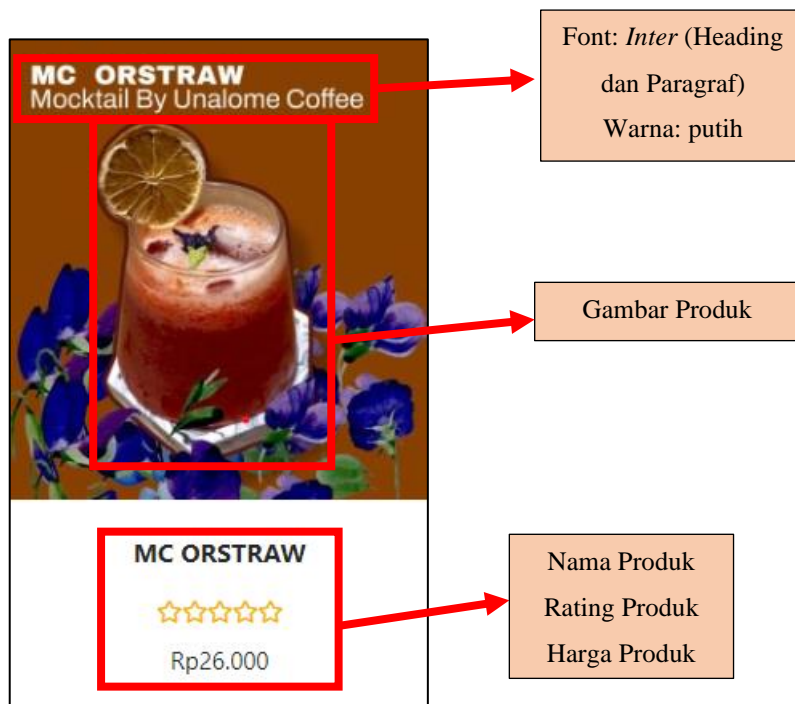 MC ORSTRAW
Mocktail By Unalome Coffee
Font: Inter (Heading
dan Paragraf)
Warna: putih
Gambar Produk
MC ORSTRAW
Rp26.000
Nama Produk
Rating Produk
Harga Produk